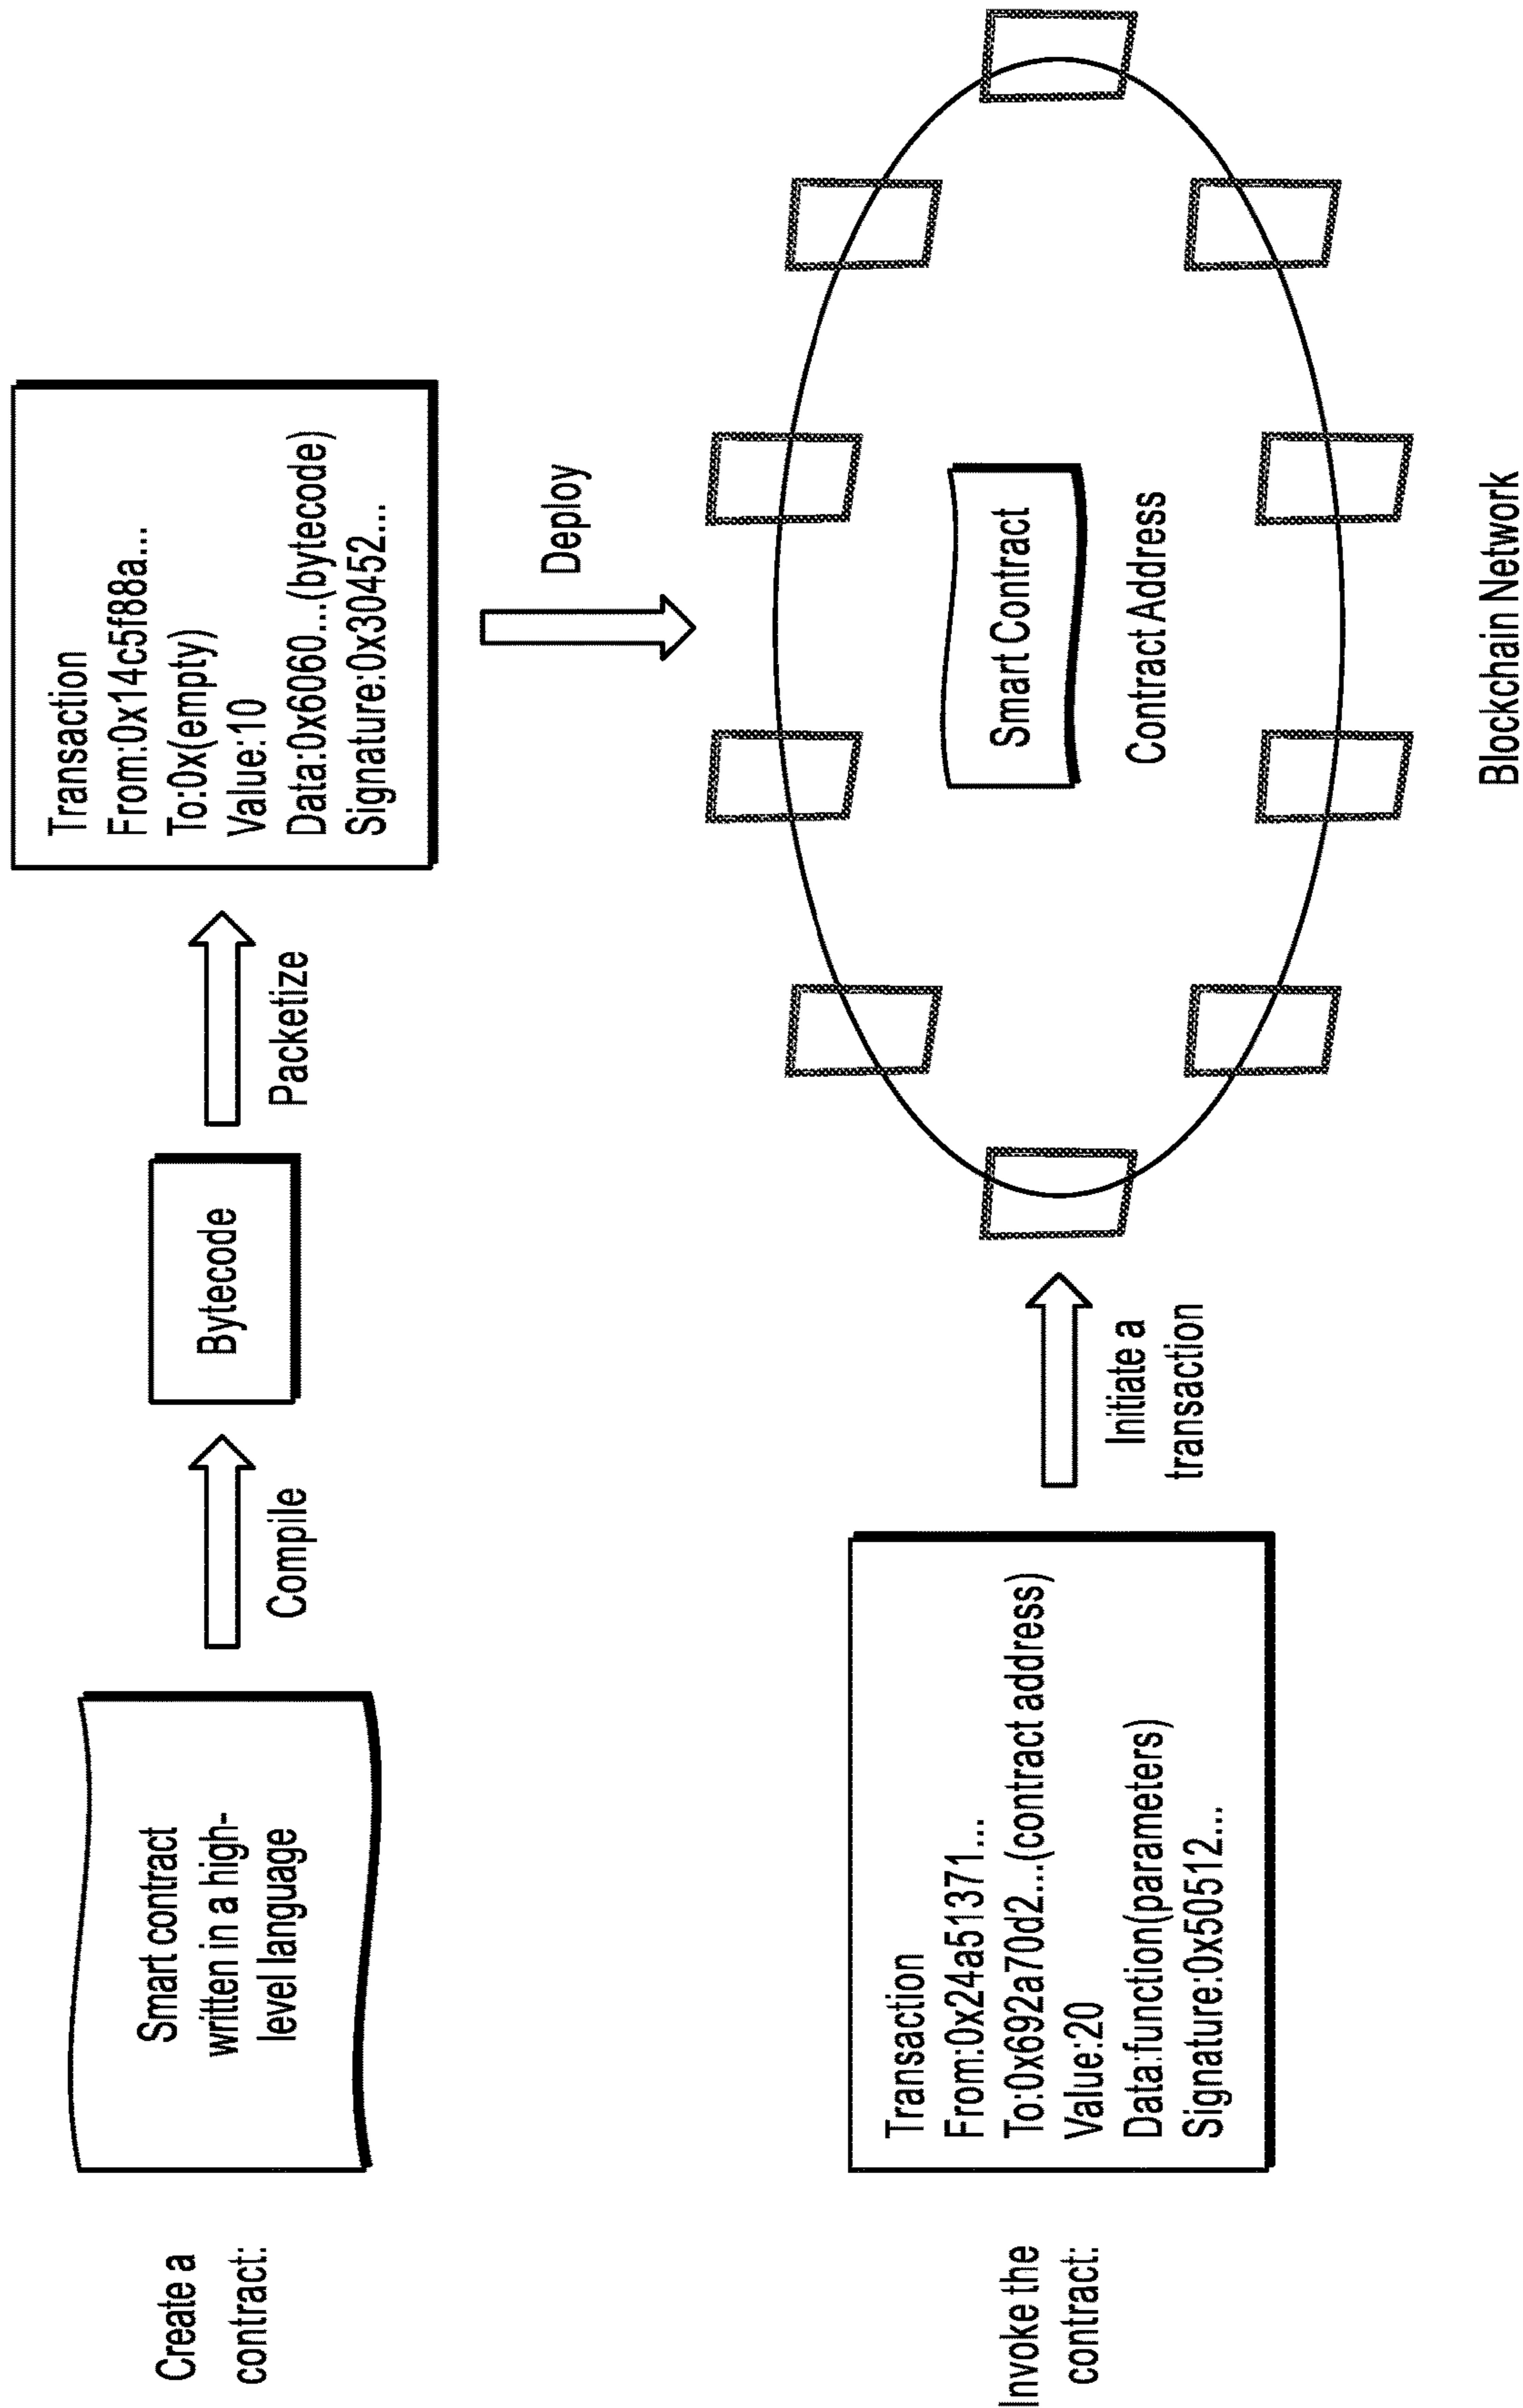 Create a
contract:
Smart contract
written in a high-
level language
Compile
Bytecode
Packetize
Transaction
From:0x14c5f88a...
To:0x(empty)
Value:10
Data:0x6060...(bytecode)
Signature:0x30452...
Deploy
Invoke the
contract:
Transaction
From:0x24a51371...
To:0x692a70d2...(contract address)
Value:20
Data:function(parameters)
Signature:0x50512...
Initiate a
transaction
Smart Contract
Contract Address
Blockchain Network